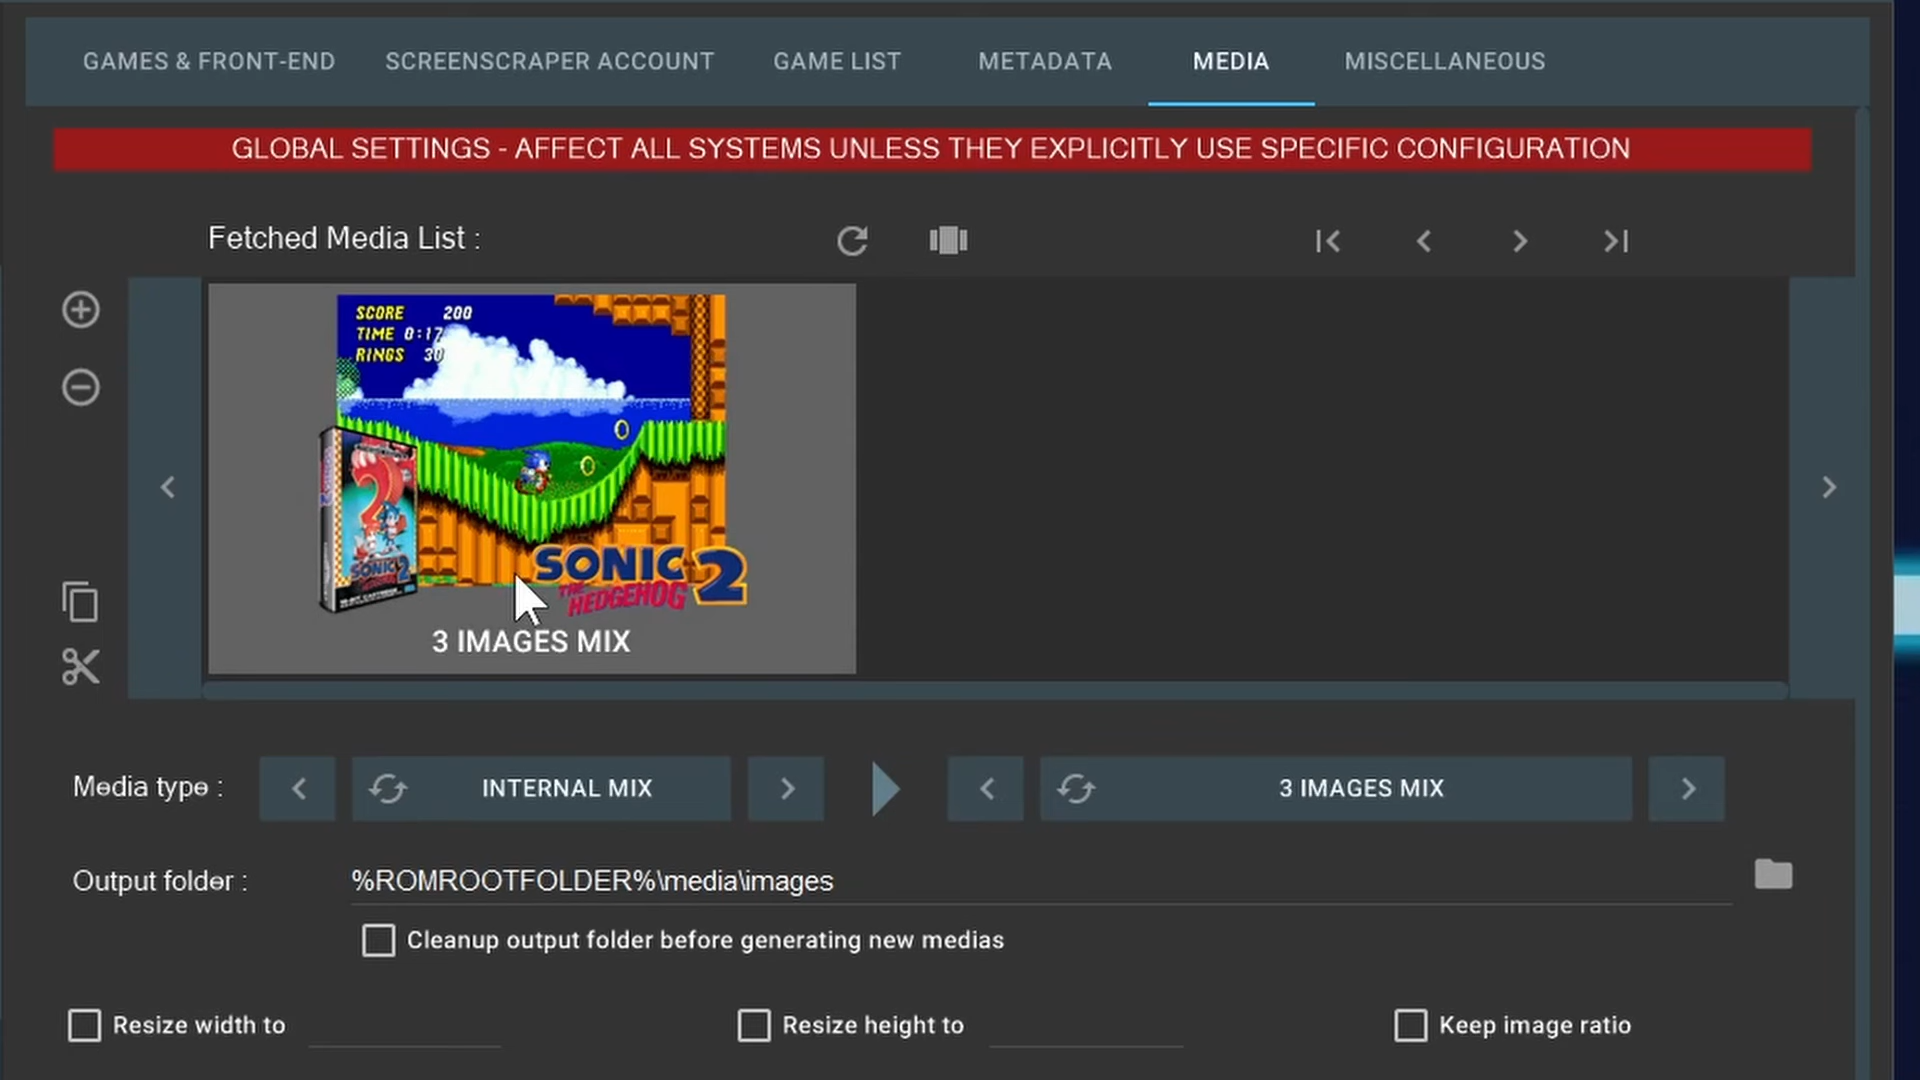 GAMES & FRONT-END SCREENSCRAPER ACCOUNT GAME LIST METADATA MEDIA MISCELLANEOUS
GLOBAL SETTINGS - AFFECT ALL SYSTEMS UNLESS THEY EXPLICITLY USE SPECIFIC CONFIGURATION
Fetched Media List :
SCORE 200
TIME 0:17
RINGS 30
2
SONIC 2
SONIC 2
THE
HEDGEHOG
3 IMAGES MIX
Media type : INTERNAL MIX 3 IMAGES MIX
Output folder : %ROMROOTFOLDER%\media\images
Cleanup output folder before generating new medias
Resize width to Resize height to Keep image ratio